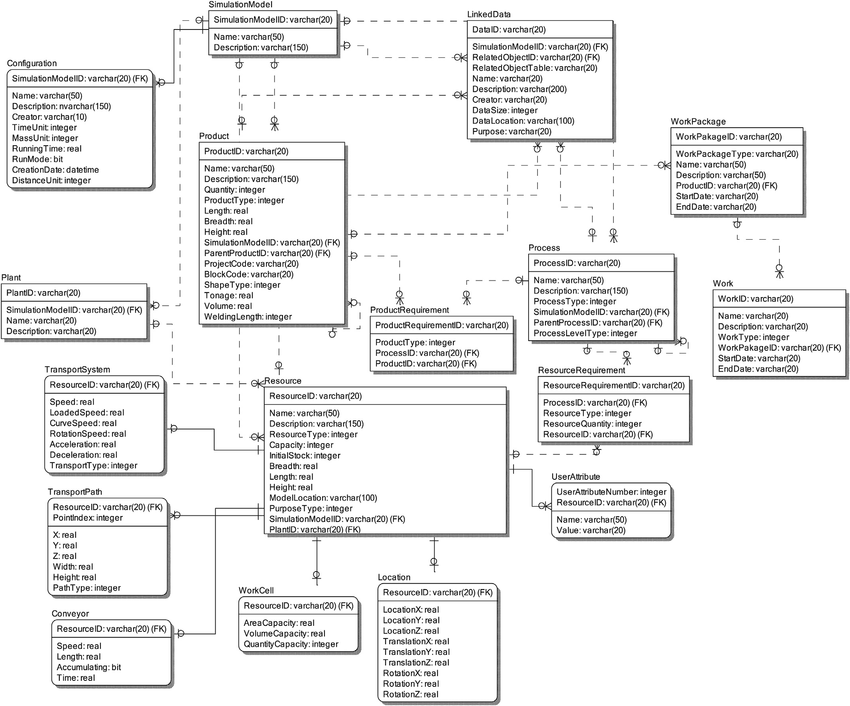 SimulationModel
SimulationModelID: varchar(20)
Name: varchar(50)
Description: varchar(150)
LinkedData
DataID: varchar(20)
SimulationModelID: varchar(20) (FK)
RelatedObjectID: varchar(20) (FK)
RelatedObjectTable: varchar(20)
Name: varchar(20)
Description: varchar(200)
Creator: varchar(20)
DataSize: integer
DataLocation: varchar(100)
Purpose: varchar(20)
Configuration
SimulationModelID: varchar(20) (FK)
Name: varchar(50)
Description: nvarchar(150)
Creator: varchar(10)
TimeUnit: integer
MassUnit: integer
RunningTime: real
RunMode: bit
CreationDate: datetime
DistanceUnit: integer
Product
ProductID: varchar(20)
Name: varchar(50)
Description: varchar(150)
Quantity: integer
ProductType: integer
Length: real
Breadth: real
Height: real
SimulationModelID: varchar(20) (FK)
ParentProductID: varchar(20) (FK)
ProjectCode: varchar(20)
BlockCode: varchar(20)
ShapeType: integer
Tonage: real
Volume: real
WeldingLength: integer
WorkPackage
WorkPakageID: varchar(20)
WorkPackageType: varchar(20)
Name: varchar(50)
Description: varchar(50)
ProductID: varchar(20) (FK)
StartDate: varchar(20)
EndDate: varchar(20)
Process
ProcessID: varchar(20)
Name: varchar(50)
Description: varchar(150)
ProcessType: integer
SimulationModelID: varchar(20) (FK)
ParentProcessID: varchar(20) (FK)
ProcessLevelType: integer
Plant
PlantID: varchar(20)
SimulationModelID: varchar(20) (FK)
Name: varchar(20)
Description: varchar(20)
ProductRequirement
ProductRequirementID: varchar(20)
ProductType: integer
ProcessID: varchar(20) (FK)
ProductID: varchar(20) (FK)
Work
WorkID: varchar(20)
Name: varchar(20)
Description: varchar(20)
WorkType: integer
WorkPakageID: varchar(20) (FK)
StartDate: varchar(20)
EndDate: varchar(20)
TransportSystem
ResourceID: varchar(20) (FK)
Speed: real
LoadedSpeed: real
CurveSpeed: real
RotationSpeed: real
Acceleration: real
Deceleration: real
TransportType: integer
Resource
ResourceID: varchar(20)
Name: varchar(50)
Description: varchar(150)
ResourceType: integer
Capacity: integer
InitialStock: integer
Breadth: real
Length: real
Height: real
ModelLocation: varchar(100)
PurposeType: integer
SimulationModelID: varchar(20) (FK)
PlantID: varchar(20) (FK)
ResourceRequirement
ResourceRequirementID: varchar(20)
ProcessID: varchar(20) (FK)
ResourceType: integer
ResourceQuantity: integer
ResourceID: varchar(20) (FK)
UserAttribute
UserAttributeNumber: integer
ResourceID: varchar(20) (FK)
Name: varchar(50)
Value: varchar(20)
TransportPath
ResourceID: varchar(20) (FK)
PointIndex: integer
X: real
Y: real
Z: real
Width: real
Height: real
PathType: integer
Conveyor
ResourceID: varchar(20) (FK)
Speed: real
Length: real
Accumulating: bit
Time: real
WorkCell
ResourceID: varchar(20) (FK)
AreaCapacity: real
VolumeCapacity: real
QuantityCapacity: integer
Location
ResourceID: varchar(20) (FK)
LocationX: real
LocationY: real
LocationZ: real
TranslationX: real
TranslationY: real
TranslationZ: real
RotationX: real
RotationY: real
RotationZ: real